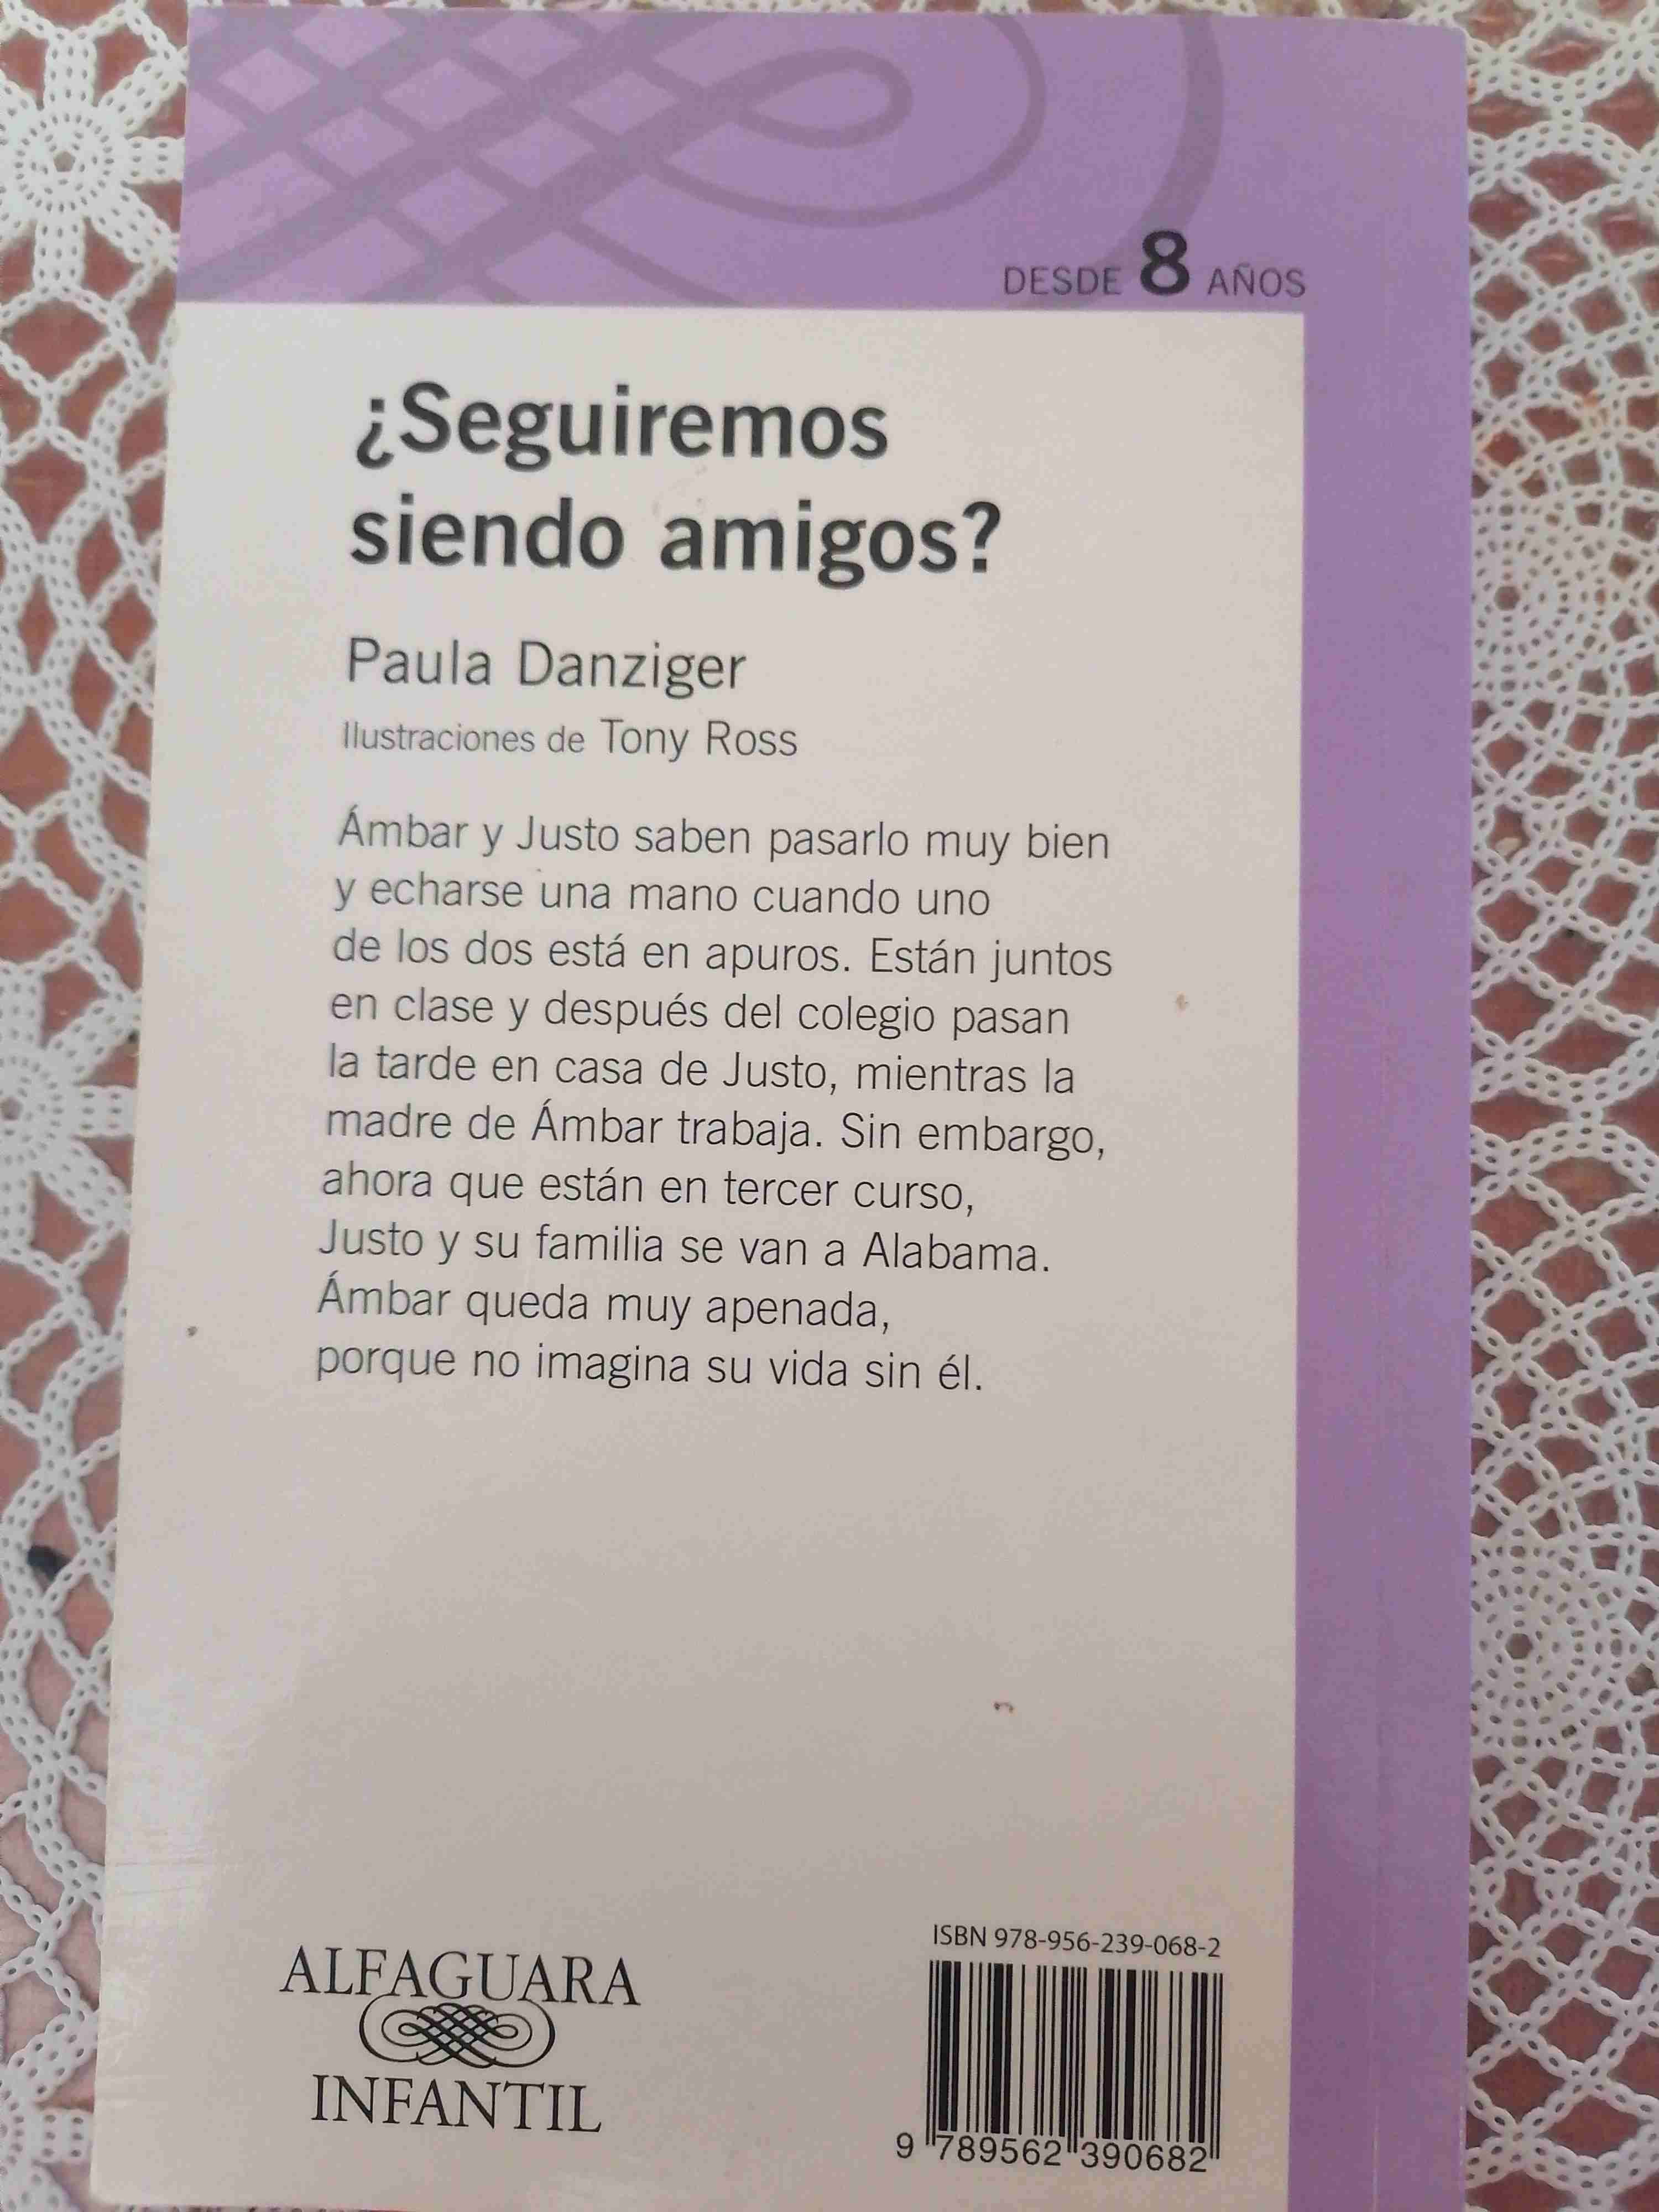 DESDE 8 AÑOS
¿Seguiremos
siendo amigos?
Paula Danziger
Ilustraciones de Tony Ross
Ámbar y Justo saben pasarlo muy bien
y echarse una mano cuando uno
de los dos está en apuros. Están juntos
en clase y después del colegio pasan
la tarde en casa de Justo, mientras la
madre de Ámbar trabaja. Sin embargo,
ahora que están en tercer curso,
Justo y su familia se van a Alabama.
Ámbar queda muy apenada,
porque no imagina su vida sin él.
ALFAGUARA
INFANTIL
ISBN 978-956-239-068-2
9 789562 390682